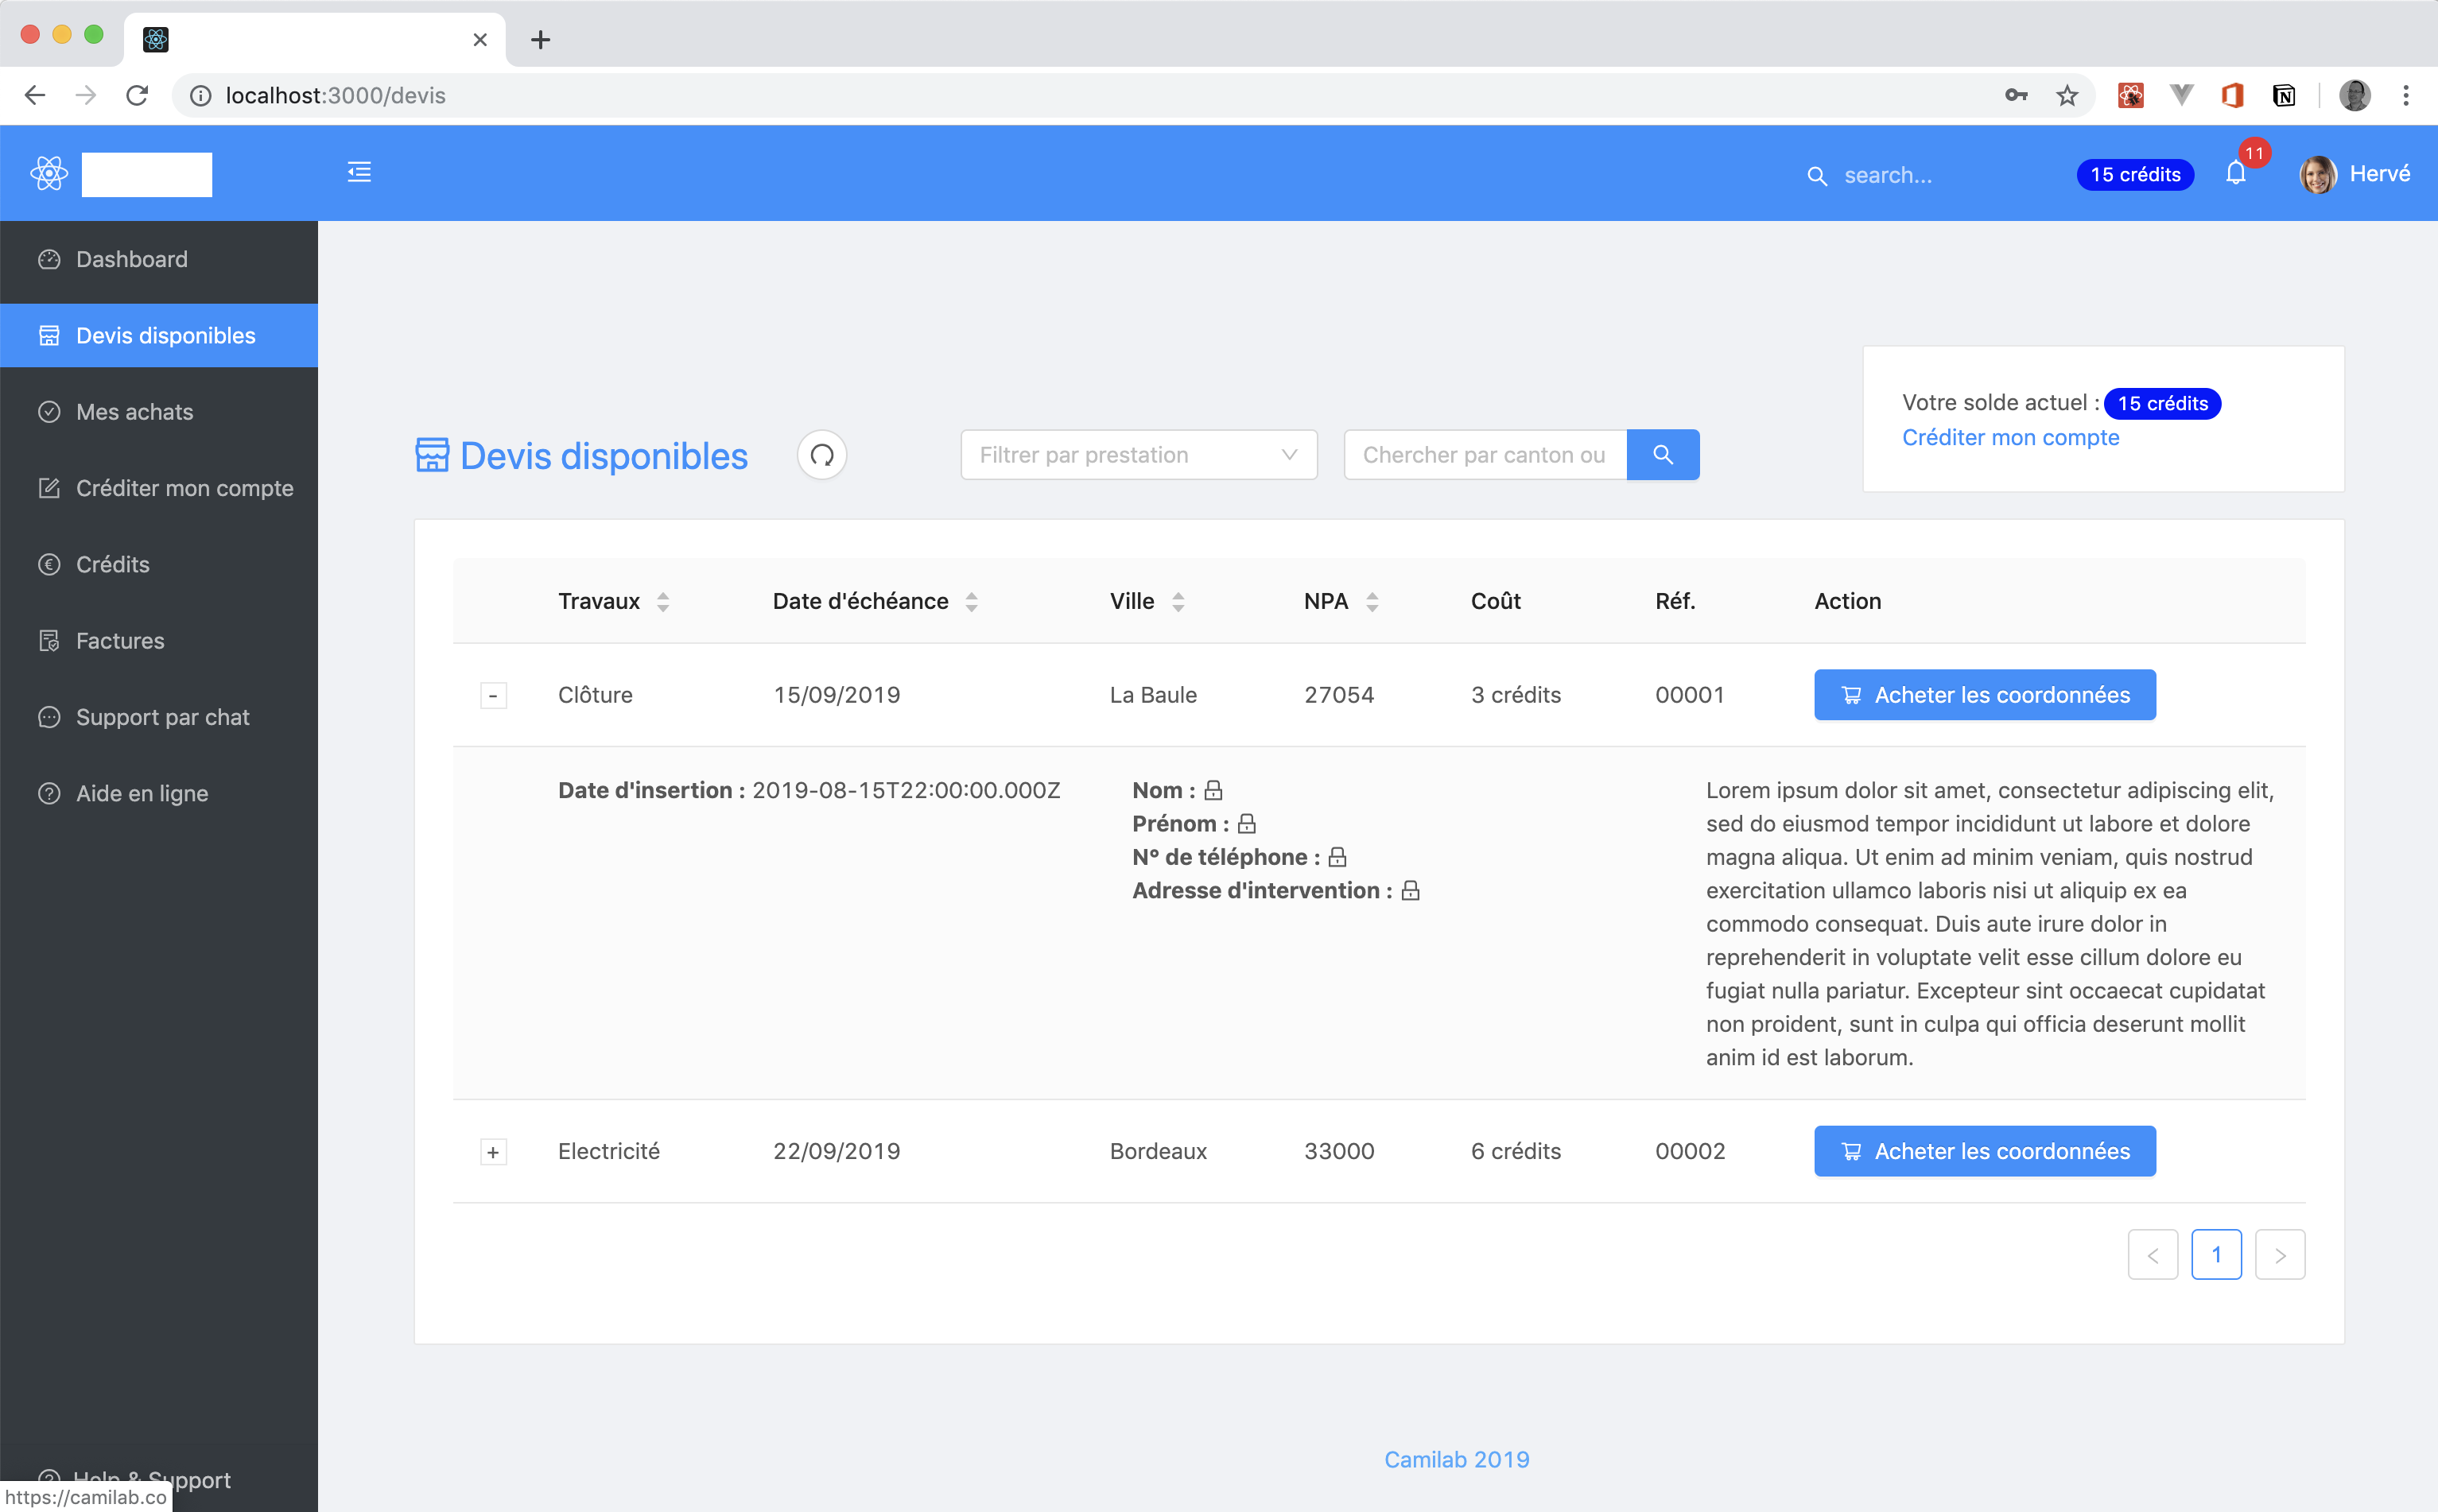 localhost:3000/devis
search...
15 crédits
11
Hervé
Dashboard
Devis disponibles
Mes achats
Créditer mon compte
Crédits
Factures
Support par chat
Aide en ligne
Help & Support
https://camilab.co
Votre solde actuel : 15 crédits
Créditer mon compte
Devis disponibles
Filtrer par prestation
Chercher par canton ou
Travaux Date d'échéance Ville NPA Coût Réf. Action
- Clôture 15/09/2019 La Baule 27054 3 crédits 00001 Acheter les coordonnées
Date d'insertion : 2019-08-15T22:00:00.000Z
Nom :
Prénom :
N° de téléphone :
Adresse d'intervention :
Lorem ipsum dolor sit amet, consectetur adipiscing elit,
sed do eiusmod tempor incididunt ut labore et dolore
magna aliqua. Ut enim ad minim veniam, quis nostrud
exercitation ullamco laboris nisi ut aliquip ex ea
commodo consequat. Duis aute irure dolor in
reprehenderit in voluptate velit esse cillum dolore eu
fugiat nulla pariatur. Excepteur sint occaecat cupidatat
non proident, sunt in culpa qui officia deserunt mollit
anim id est laborum.
+ Electricité 22/09/2019 Bordeaux 33000 6 crédits 00002 Acheter les coordonnées
< 1 >
Camilab 2019